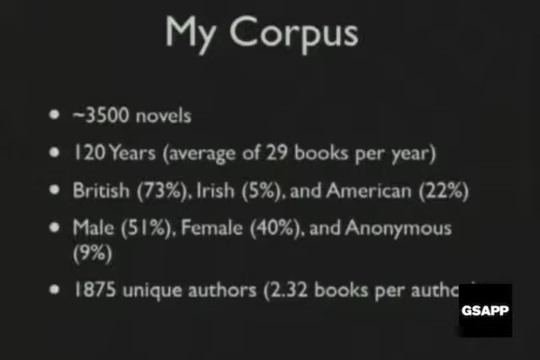 My Corpus
• ~3500 novels
• 120 Years (average of 29 books per year)
• British (73%), Irish (5%), and American (22%)
• Male (51%), Female (40%), and Anonymous
(9%)
• 1875 unique authors (2.32 books per
GSAPP